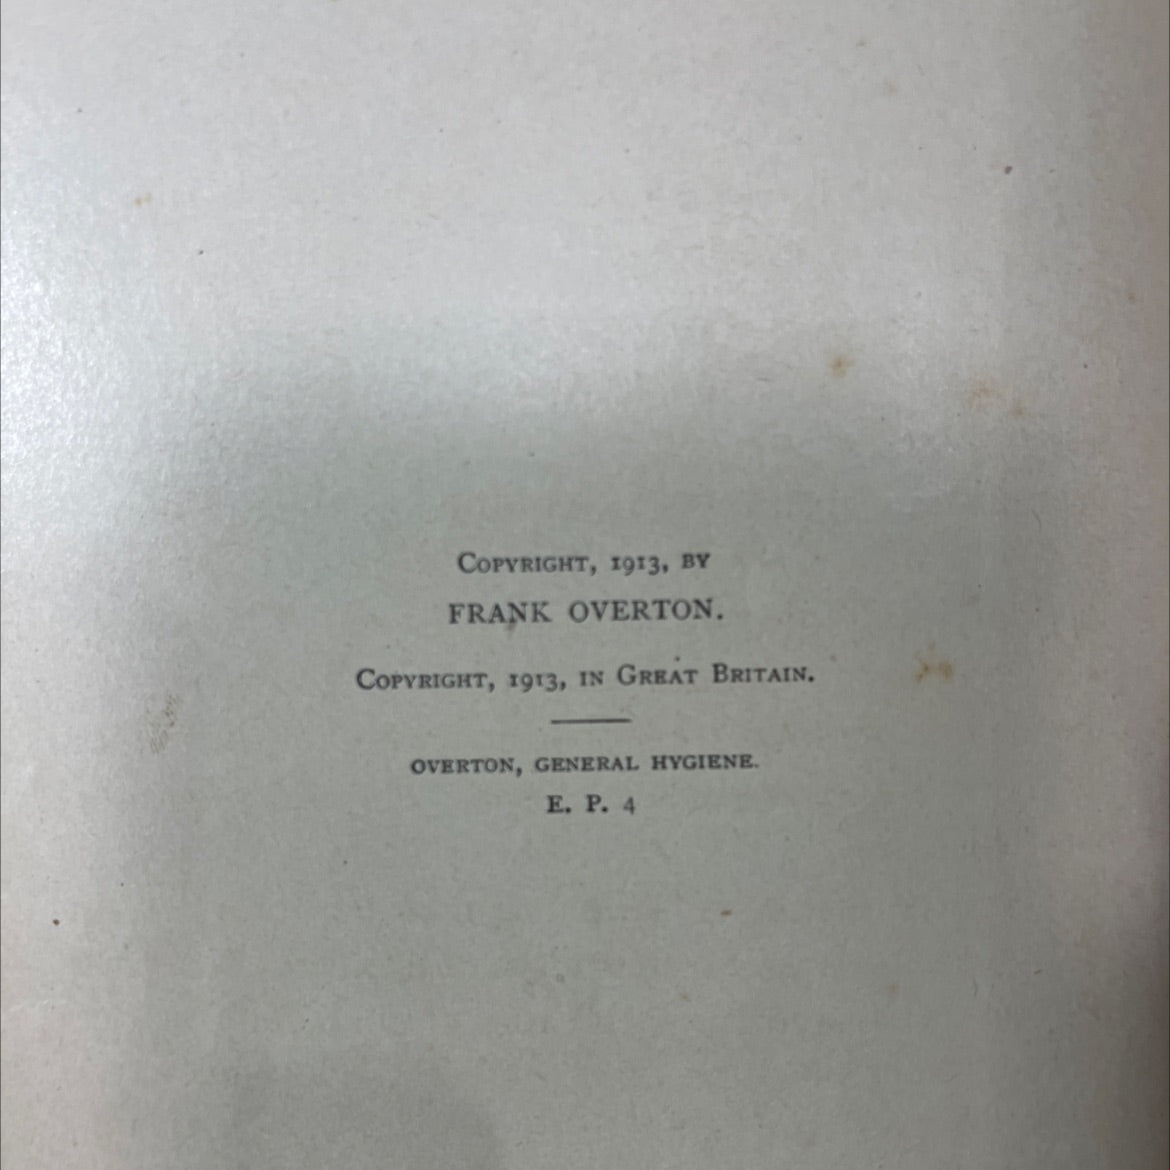 Copyright, 1913, by
FRANK OVERTON.
Copyright, 1913, in Great Britain.
OVERTON, GENERAL HYGIENE.
E. P. 4